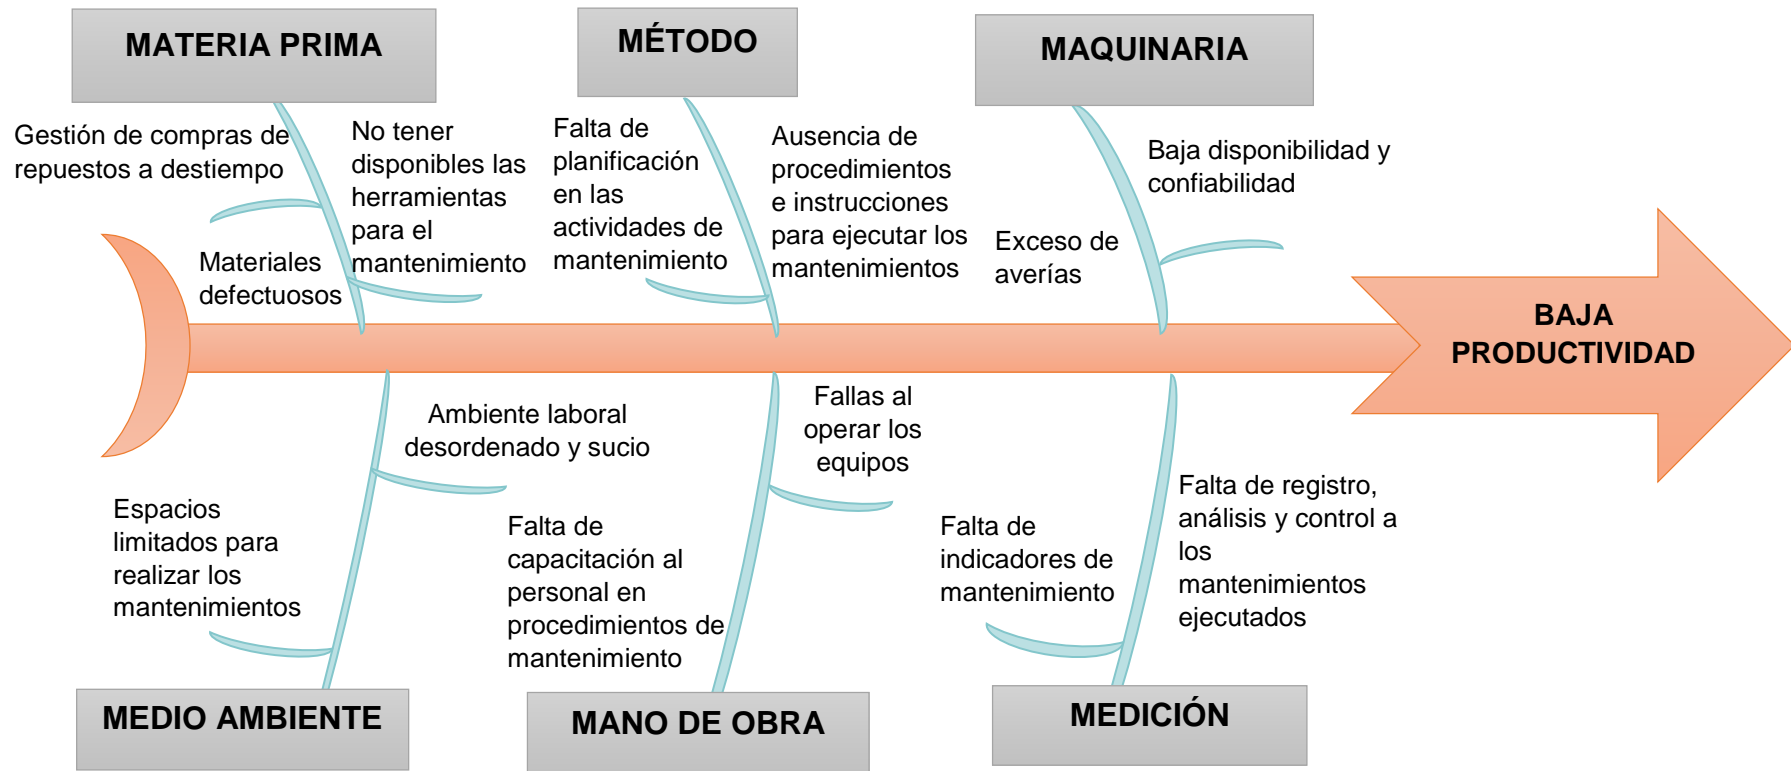 MATERIA PRIMA
MÉTODO
MAQUINARIA
Gestión de compras de
repuestos a destiempo
No tener
disponibles las
herramientas
para el
mantenimiento
Materiales
defectuosos
Falta de
planificación
en las
actividades de
mantenimiento
Ausencia de
procedimientos
e instrucciones
para ejecutar los
mantenimientos
Baja disponibilidad y
confiabilidad
Exceso de
averías
BAJA
PRODUCTIVIDAD
Ambiente laboral
desordenado y sucio
Espacios
limitados para
realizar los
mantenimientos
Fallas al
operar los
equipos
Falta de
capacitación al
personal en
procedimientos de
mantenimiento
Falta de registro,
análisis y control a
los
mantenimientos
ejecutados
Falta de
indicadores de
mantenimiento
MEDIO AMBIENTE
MANO DE OBRA
MEDICIÓN